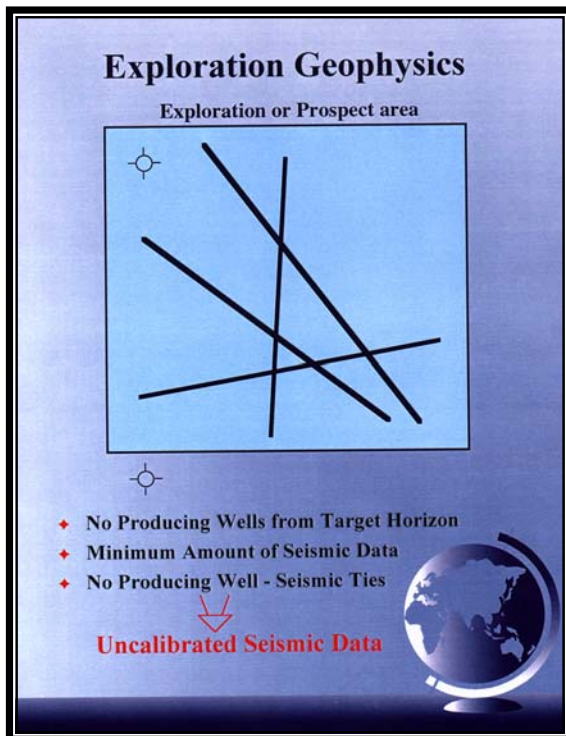 Exploration Geophysics
Exploration or Prospect area
No Producing Wells from Target Horizon
Minimum Amount of Seismic Data
No Producing Well - Seismic Ties
Uncalibrated Seismic Data